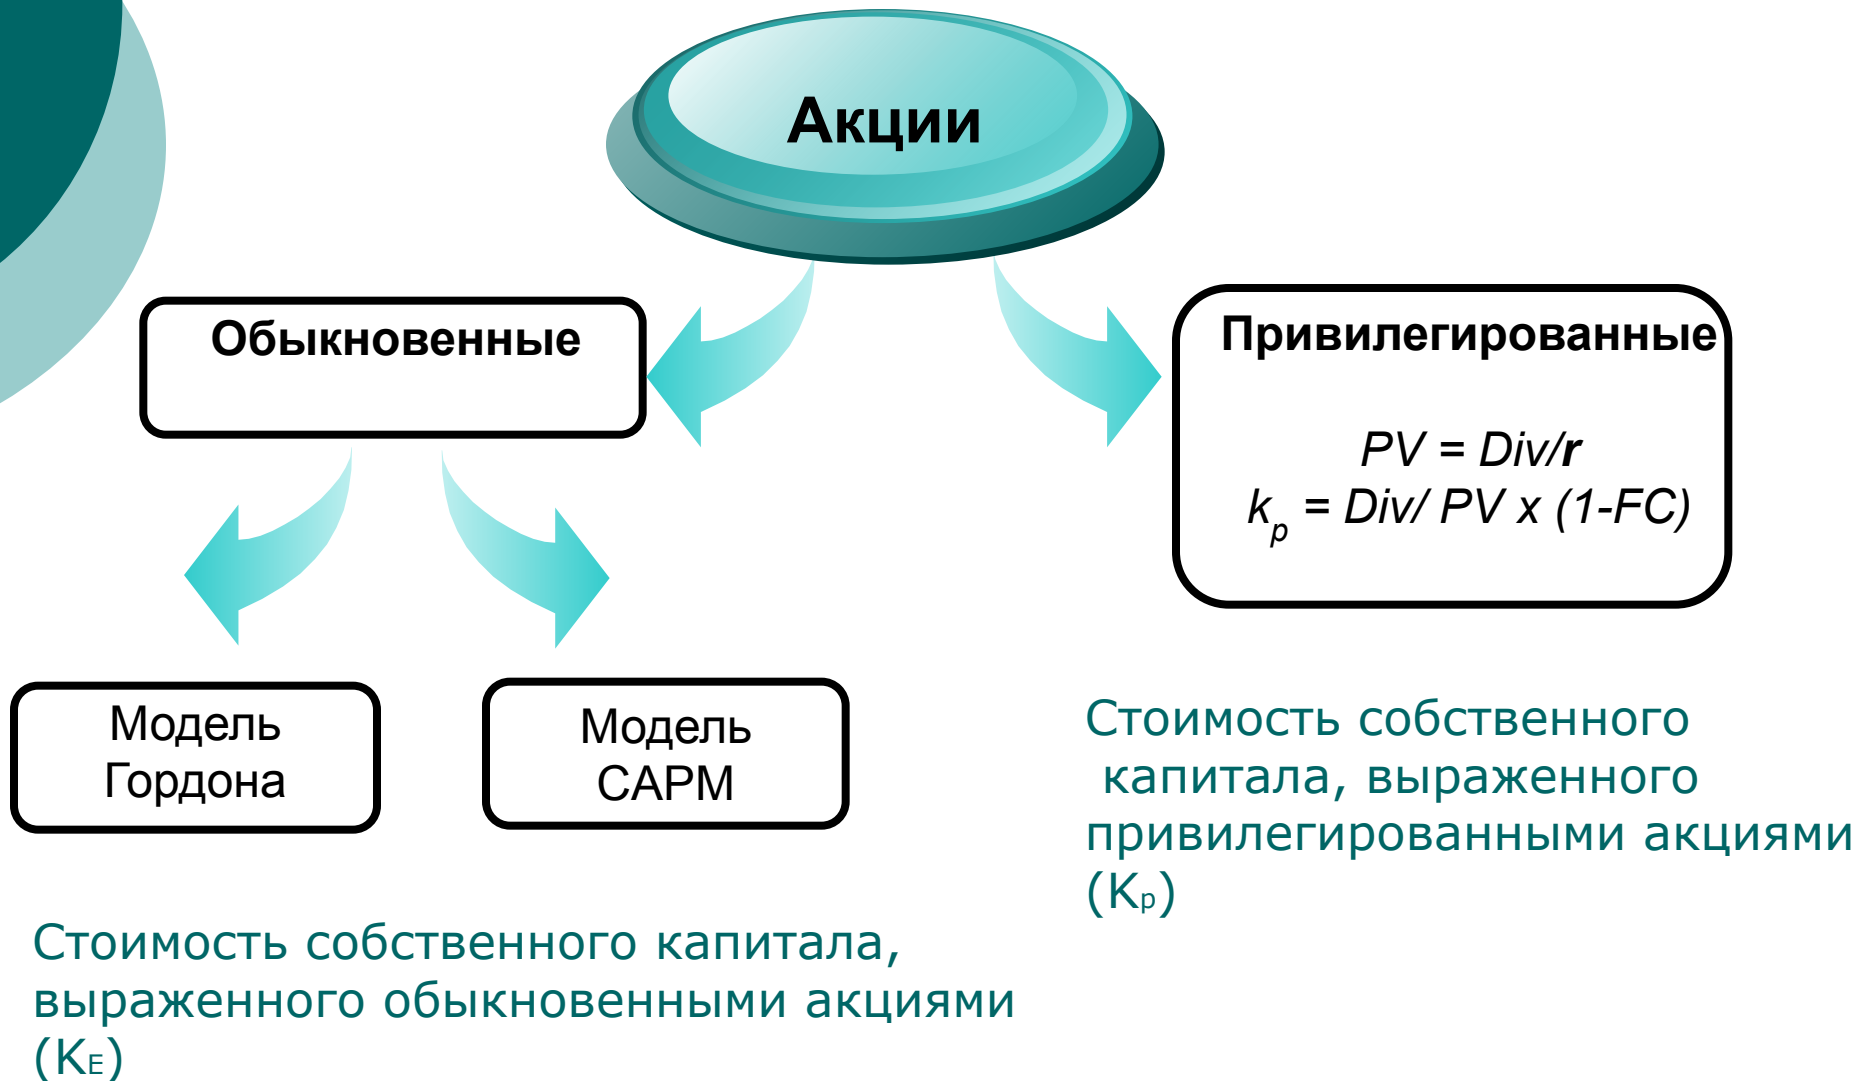 Акции
Обыкновенные
Привилегированные
PV = Div/r
kp = Div/ PV x (1-FC)
Модель
Гордона
Модель
САРМ
Стоимость собственного
капитала, выраженного
привилегированными акциями
(Kp)
Стоимость собственного капитала,
выраженного обыкновенными акциями
(KE)